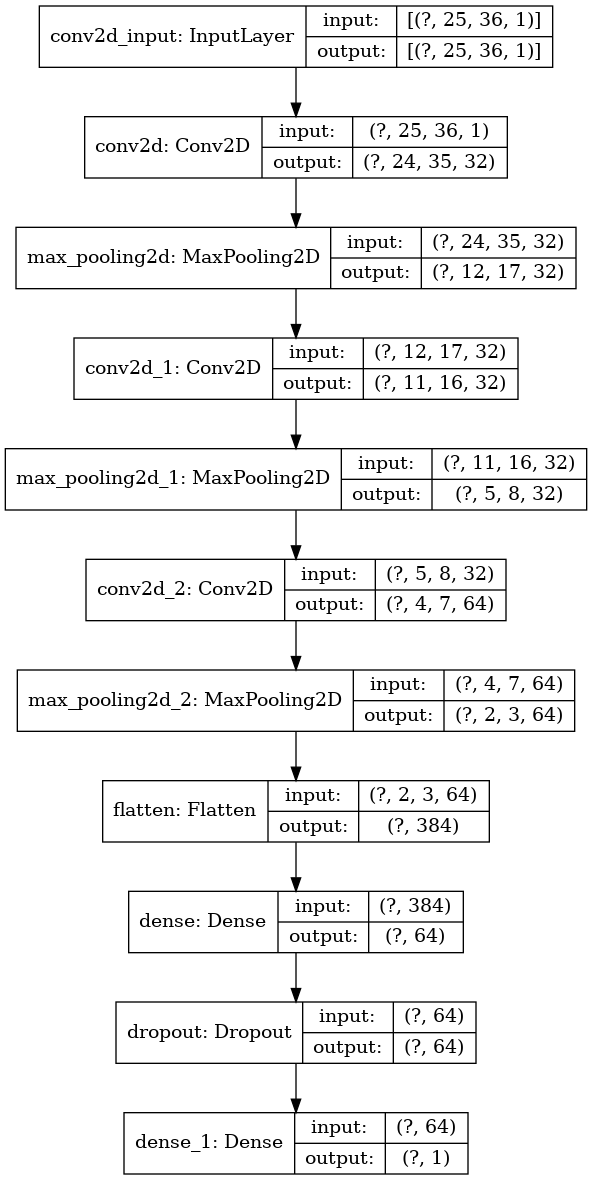 conv2d_input: InputLayer
input:
[(?, 25, 36, 1)]
output:
[(?, 25, 36, 1)]
conv2d: Conv2D
input:
(?, 25, 36, 1)
output:
(?, 24, 35, 32)
max_pooling2d: MaxPooling2D
input:
(?, 24, 35, 32)
output:
(?, 12, 17, 32)
conv2d_1: Conv2D
input:
(?, 12, 17, 32)
output:
(?, 11, 16, 32)
max_pooling2d_1: MaxPooling2D
input:
(?, 11, 16, 32)
output:
(?, 5, 8, 32)
conv2d_2: Conv2D
input:
(?, 5, 8, 32)
output:
(?, 4, 7, 64)
max_pooling2d_2: MaxPooling2D
input:
(?, 4, 7, 64)
output:
(?, 2, 3, 64)
flatten: Flatten
input:
(?, 2, 3, 64)
output:
(?, 384)
dense: Dense
input:
(?, 384)
output:
(?, 64)
dropout: Dropout
input:
(?, 64)
output:
(?, 64)
dense_1: Dense
input:
(?, 64)
output:
(?, 1)